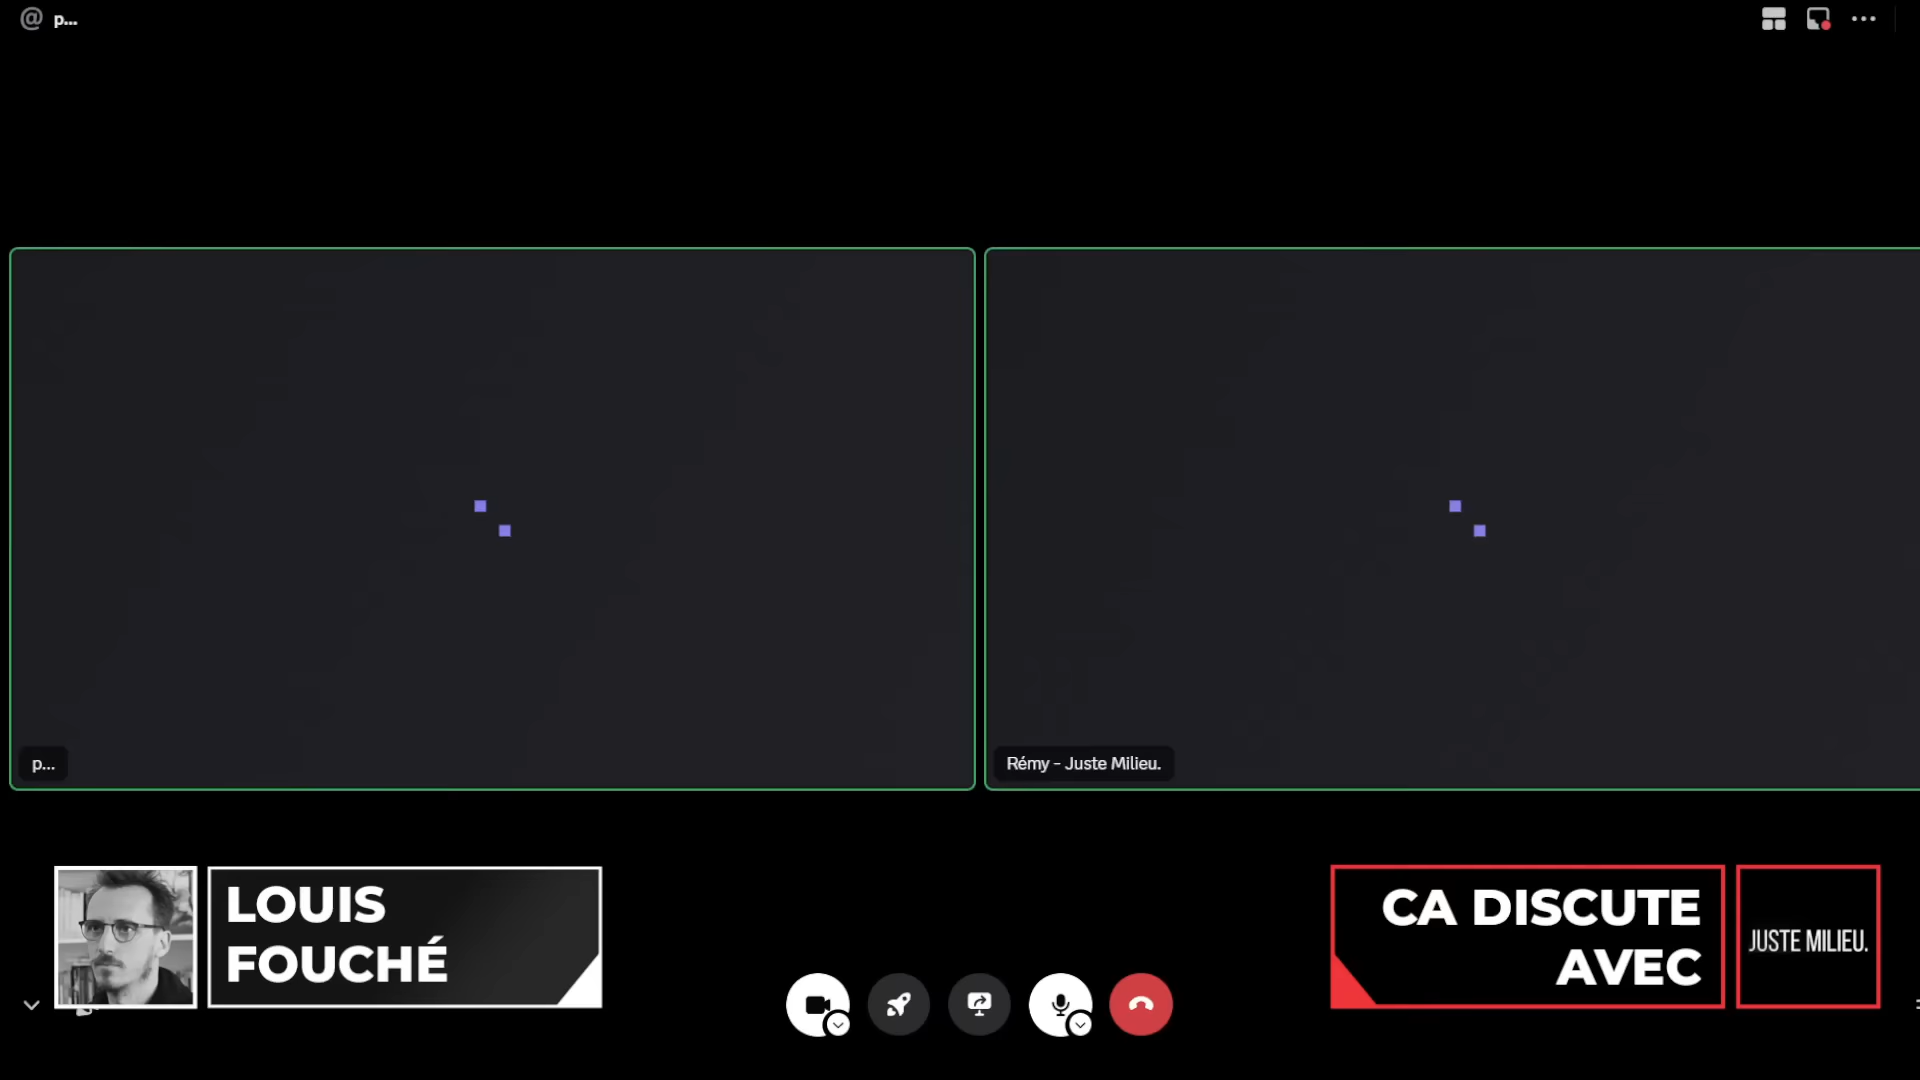 @ p...
p...
Rémy - Juste Milieu.
LOUIS
FOUCHÉ
CA DISCUTE
AVEC
JUSTE MILIEU.